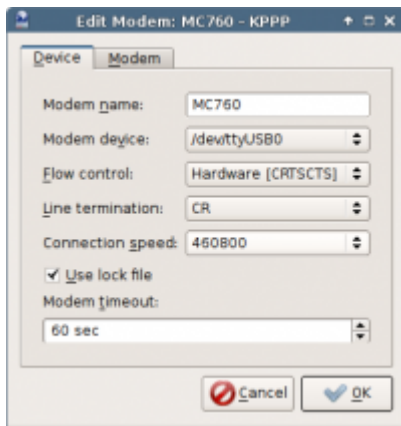 Edit Modem: MC760 - KPPP
Device Modem
Modem name: MC760
Modem device: /dev/ttyUSB0
Flow control: Hardware [CRTSCTS]
Line termination: CR
Connection speed: 460800
Use lock file
Modem timeout:
60 sec
Cancel OK